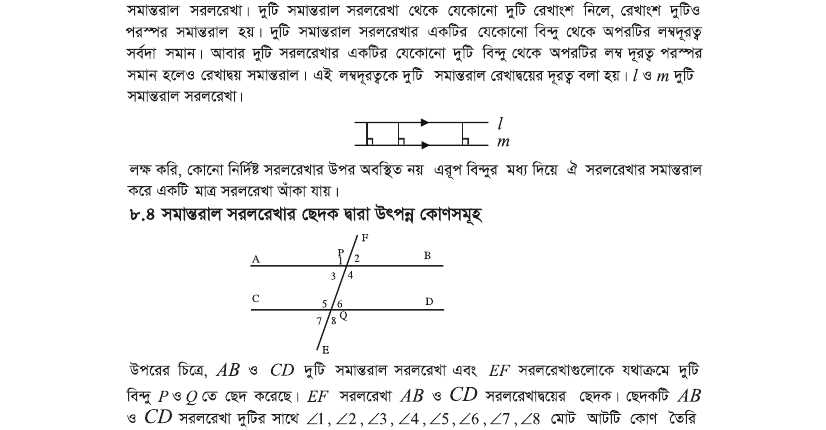 সমান্তরাল সরলরেখা। দুটি সমান্তরাল সরলরেখা থেকে যেকোনো দুটি রেখাংশ নিলে, রেখাংশ দুটিও
পরস্পর সমান্তরাল হয়। দুটি সমান্তরাল সরলরেখার একটির যেকোনো বিন্দু থেকে অপরটির লম্বদূরত্ব
সর্বদা সমান। আবার দুটি সরলরেখার একটির যেকোনো দুটি বিন্দু থেকে অপরটির লম্ব দূরত্ব পরস্পর
সমান হলেও রেখাদ্বয় সমান্তরাল। এই লম্বদূরত্বকে দুটি সমান্তরাল রেখাদ্বয়ের দূরত্ব বলা হয়। l ও m দুটি
সমান্তরাল সরলরেখা।
l
m
লক্ষ করি, কোনো নির্দিষ্ট সরলরেখার উপর অবস্থিত নয় এরূপ বিন্দুর মধ্য দিয়ে ঐ সরলরেখার সমান্তরাল
করে একটি মাত্র সরলরেখা আঁকা যায়।
৮.৪ সমান্তরাল সরলরেখার ছেদক দ্বারা উৎপন্ন কোণসমূহ
F
A P 1 2 B
3 4
C 5 6 D
7 8 Q
E
উপরের চিত্রে, AB ও CD দুটি সমান্তরাল সরলরেখা এবং EF সরলরেখাগুলোকে যথাক্রমে দুটি
বিন্দু P ও Q তে ছেদ করেছে। EF সরলরেখা AB ও CD সরলরেখাদ্বয়ের ছেদক। ছেদকটি AB
ও CD সরলরেখা দুটির সাথে ∠1, ∠2, ∠3, ∠4, ∠5, ∠6, ∠7, ∠8 মোট আটটি কোণ তৈরি